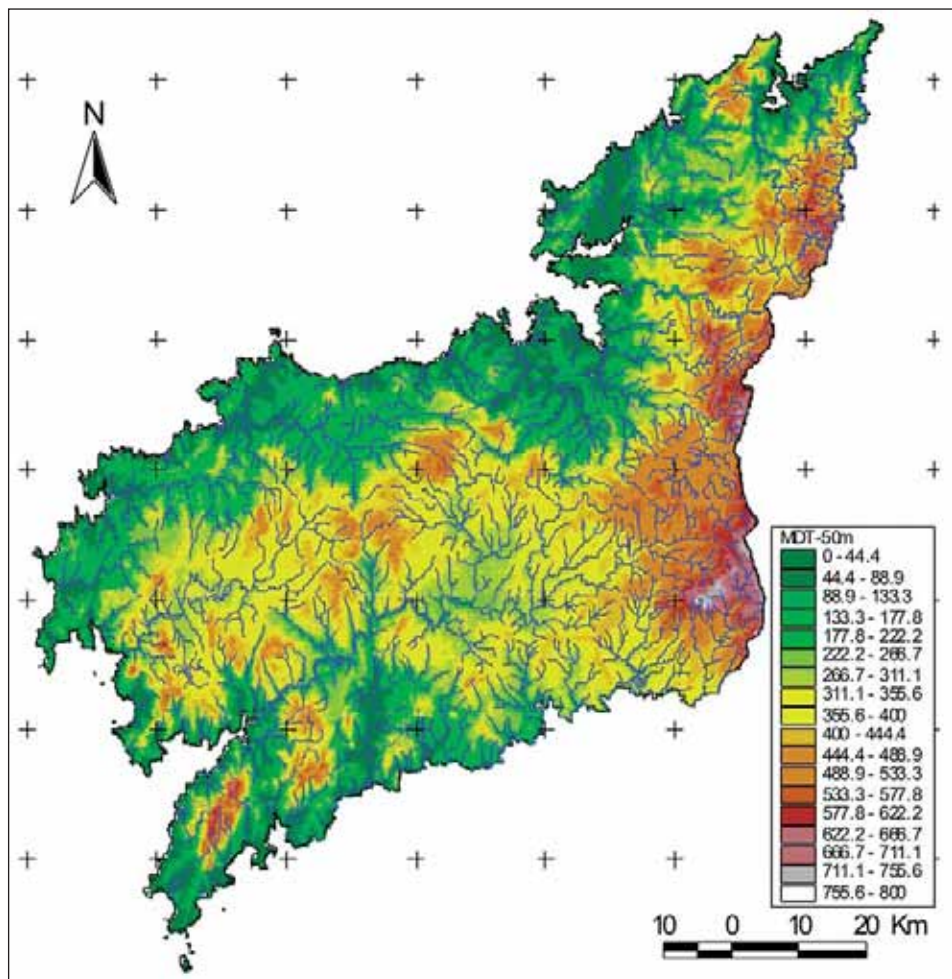 N
MDT-50m
0 - 44.4
44.4 - 88.9
88.9 - 133.3
133.3 - 177.8
177.8 - 222.2
222.2 - 266.7
266.7 - 311.1
311.1 - 355.6
355.6 - 400
400 - 444.4
444.4 - 488.9
488.9 - 533.3
533.3 - 577.8
577.8 - 622.2
622.2 - 666.7
666.7 - 711.1
711.1 - 755.6
755.6 - 800
10 0 10 20 Km